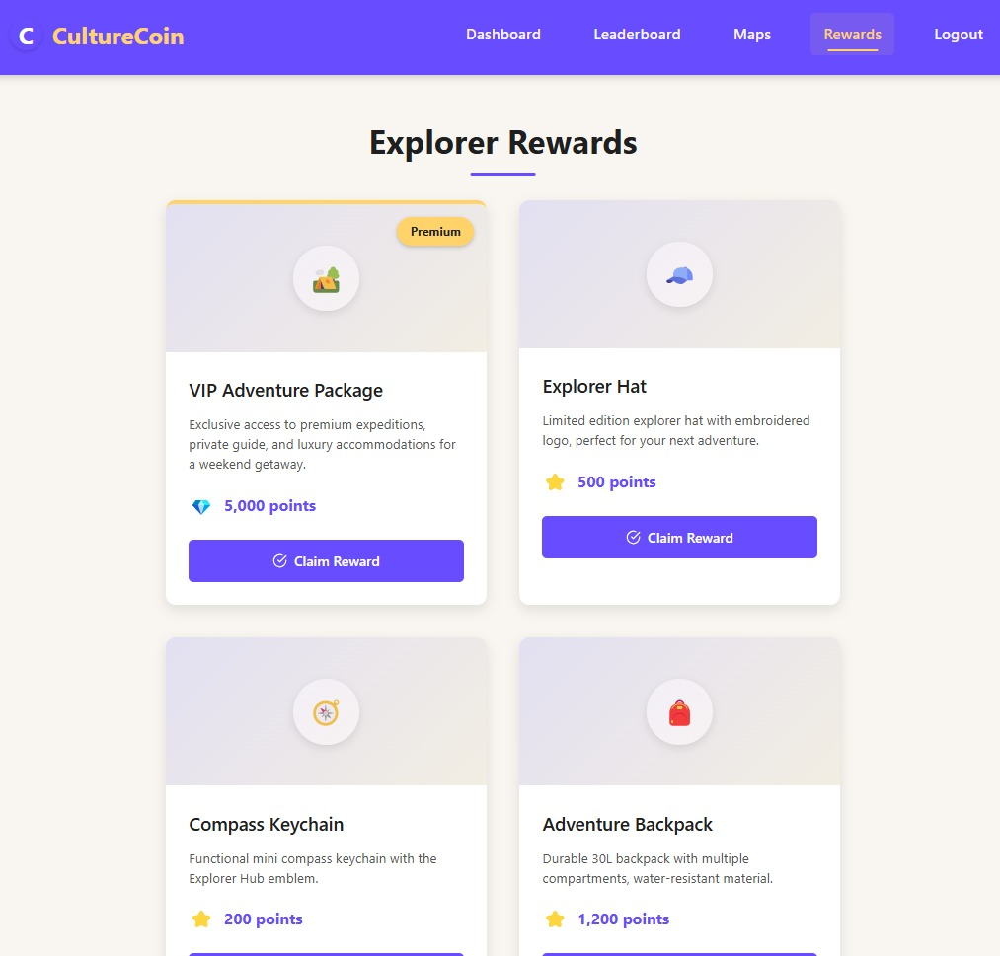 C CultureCoin
Dashboard Leaderboard Maps Rewards Logout
Explorer Rewards
Premium
VIP Adventure Package
Exclusive access to premium expeditions,
private guide, and luxury accommodations for
a weekend getaway.
5,000 points
Claim Reward
Explorer Hat
Limited edition explorer hat with embroidered
logo, perfect for your next adventure.
500 points
Claim Reward
Compass Keychain
Functional mini compass keychain with the
Explorer Hub emblem.
200 points
Adventure Backpack
Durable 30L backpack with multiple
compartments, water-resistant material.
1,200 points